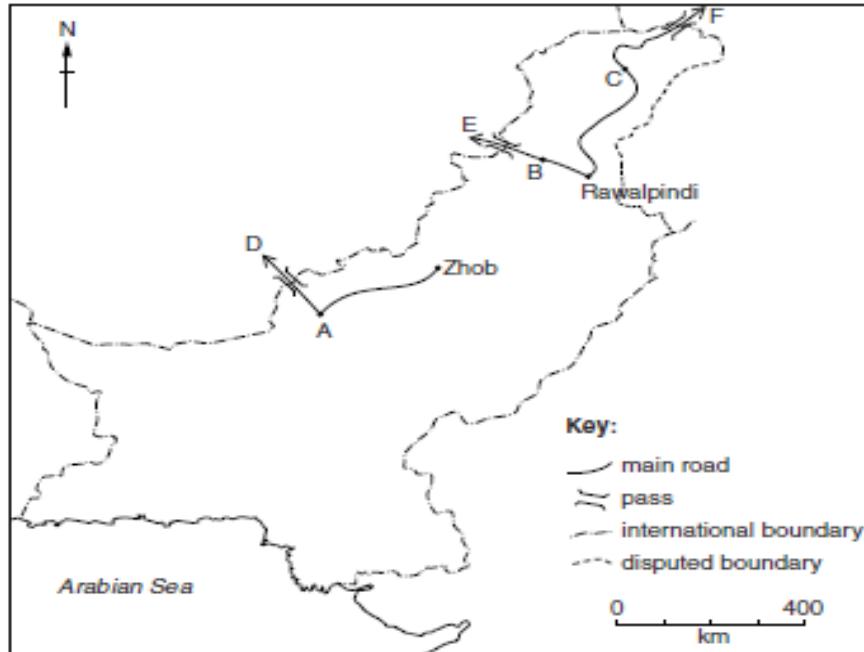 N
F
C
E
B
Rawalpindi
D
Zhob
A
Key:
main road
pass
international boundary
disputed boundary
Arabian Sea
0 400
km